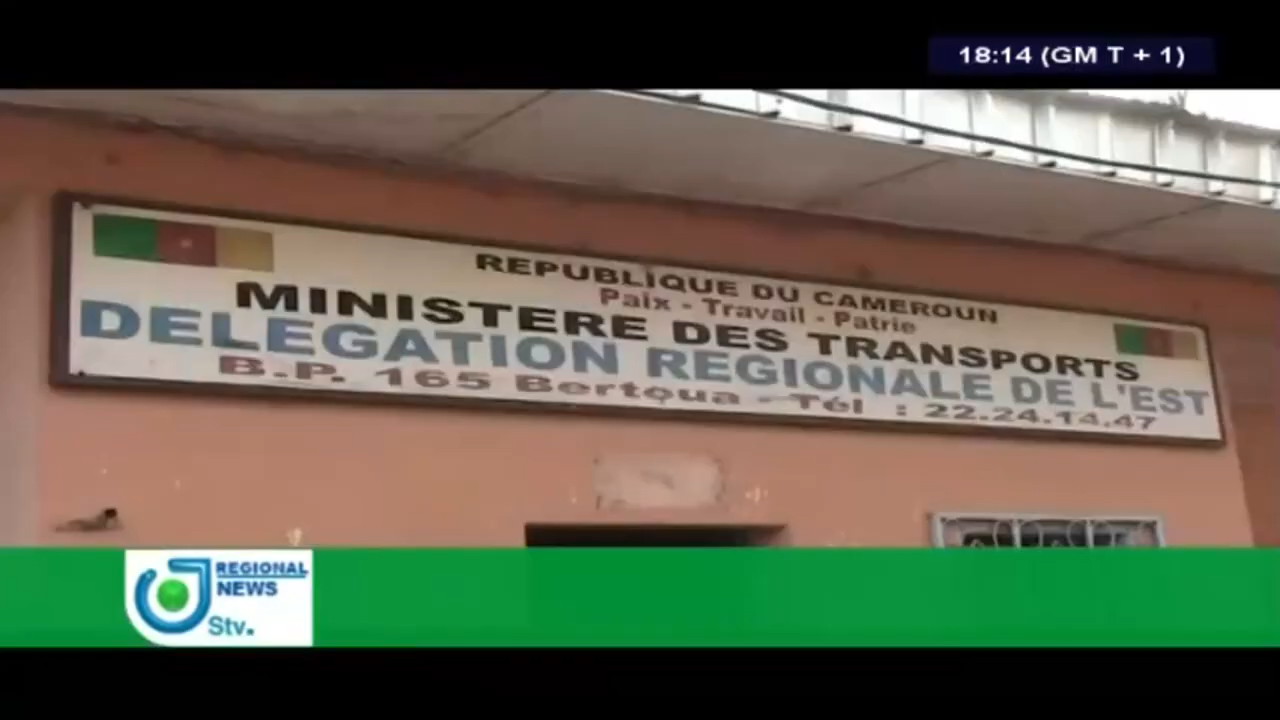 18:14 (GM T + 1)
REPUBLIQUE DU CAMEROUN
Paix - Travail - Patrie
MINISTERE DES TRANSPORTS
DELEGATION REGIONALE DE L'EST
B.P. 165 Bertoua - Tél : 22.24.14.47
REGIONAL
NEWS
Stv.